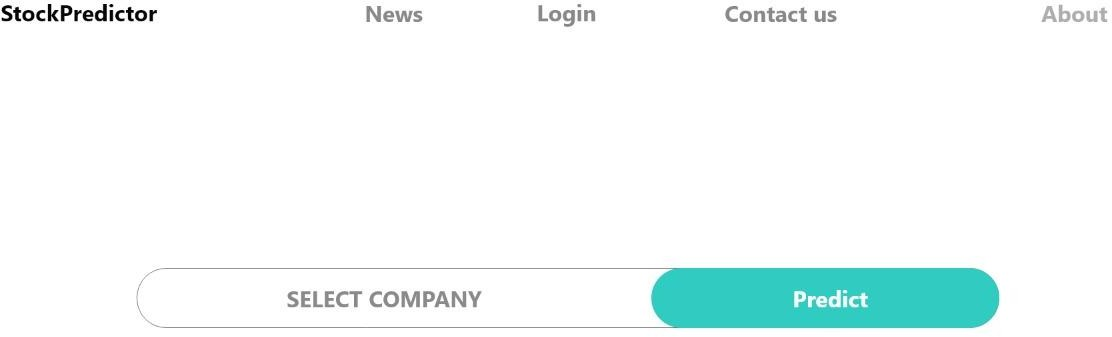 StockPredictor News Login Contact us About
SELECT COMPANY Predict